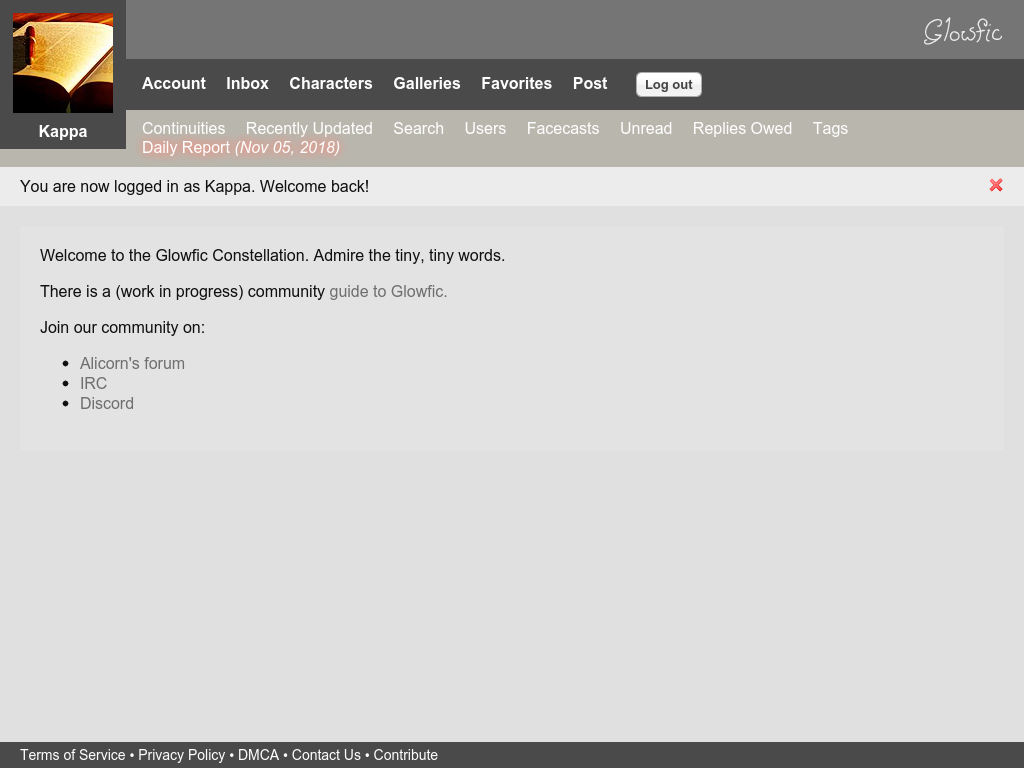 Glowfic
Account Inbox Characters Galleries Favorites Post Log out
Kappa
Continuities Recently Updated Search Users Facecasts Unread Replies Owed Tags
Daily Report (Nov 05, 2018)
You are now logged in as Kappa. Welcome back!
Welcome to the Glowfic Constellation. Admire the tiny, tiny words.
There is a (work in progress) community guide to Glowfic.
Join our community on:
Alicorn's forum
IRC
Discord
Terms of Service • Privacy Policy • DMCA • Contact Us • Contribute